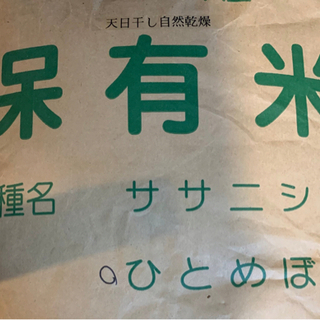 天日干し自然乾燥
保有米
種名 ササニシ
ひとめぼ